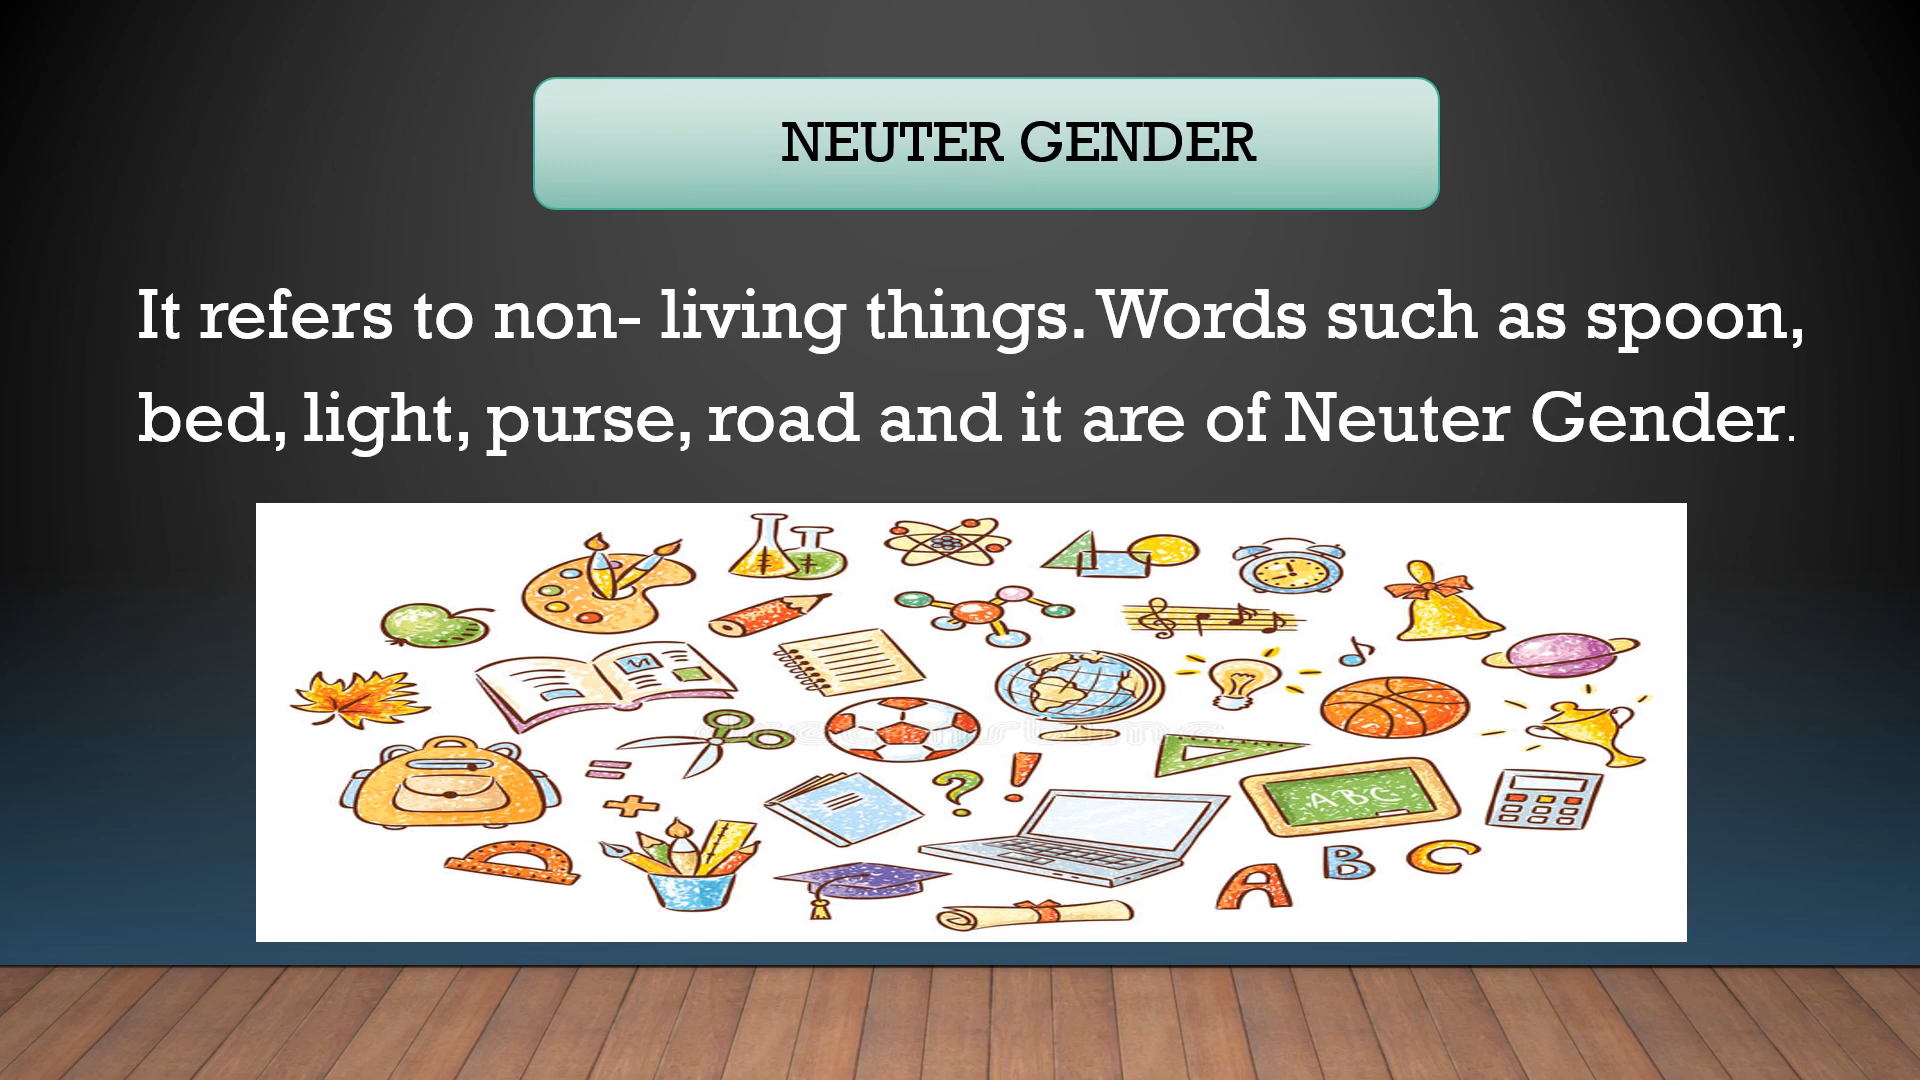 NEUTER GENDER
It refers to non- living things. Words such as spoon,
bed, light, purse, road and it are of Neuter Gender.
ABC
A B C